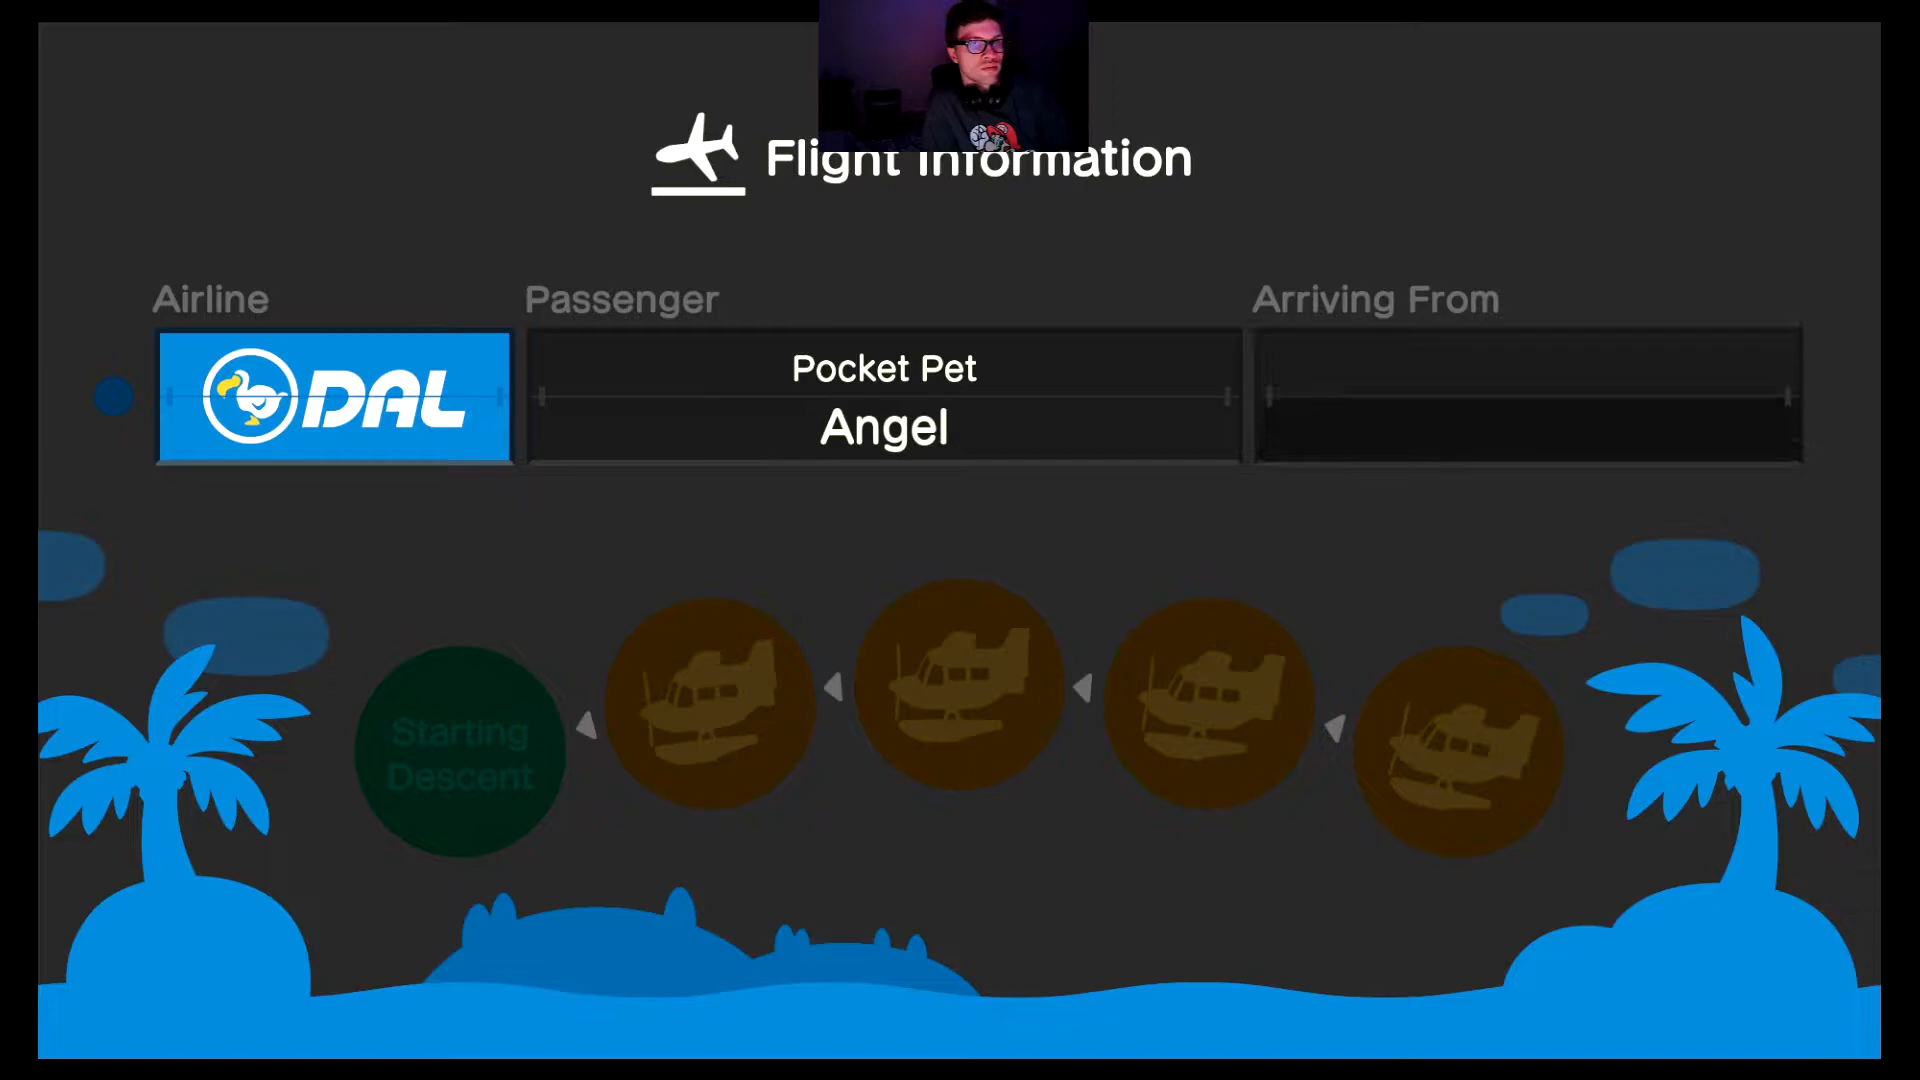 Flight Information
Airline
Passenger
Arriving From
DAL
Pocket Pet
Angel
Starting
Descent